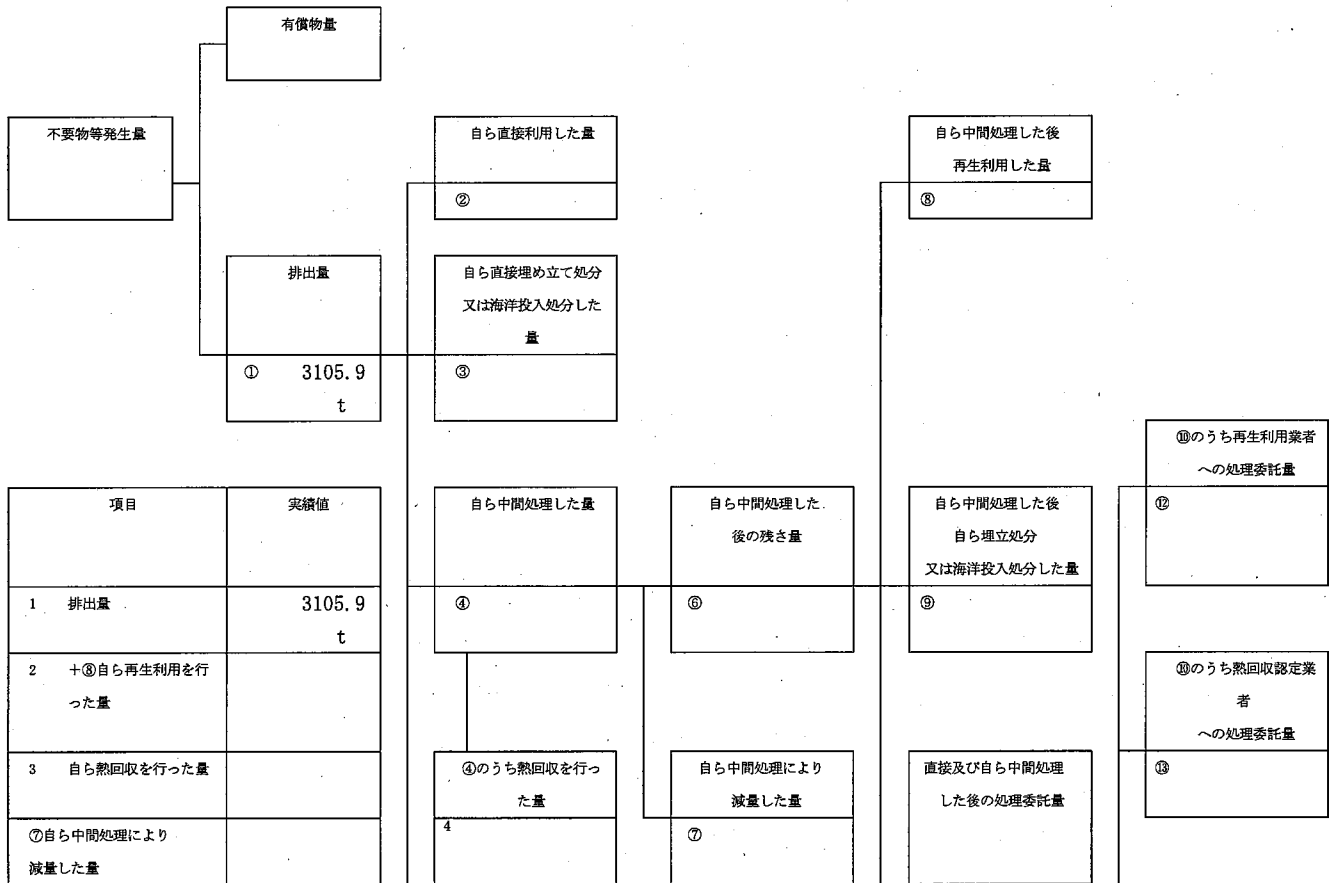 有償物量
不要物等発生量
自ら直接利用した量
②
自ら中間処理した後
再生利用した量
⑧
排出量
① 3105.9
t
自ら直接埋め立て処分
又は海洋投入処分した
量
③
⑩のうち再生利用業者
への処理委託量
⑫
項目
実績値
自ら中間処理した量
④
自ら中間処理した
後の残さ量
⑥
自ら中間処理した後
自ら埋立処分
又は海洋投入処分した量
⑨
1 排出量
3105.9
t
2 +⑧自ら再生利用を行
った量
⑩のうち熱回収認定業
者
への処理委託量
⑬
3 自ら熱回収を行った量
④のうち熱回収を行っ
た量
4
自ら中間処理により
減量した量
⑦
直接及び自ら中間処理
した後の処理委託量
⑦自ら中間処理により
減量した量